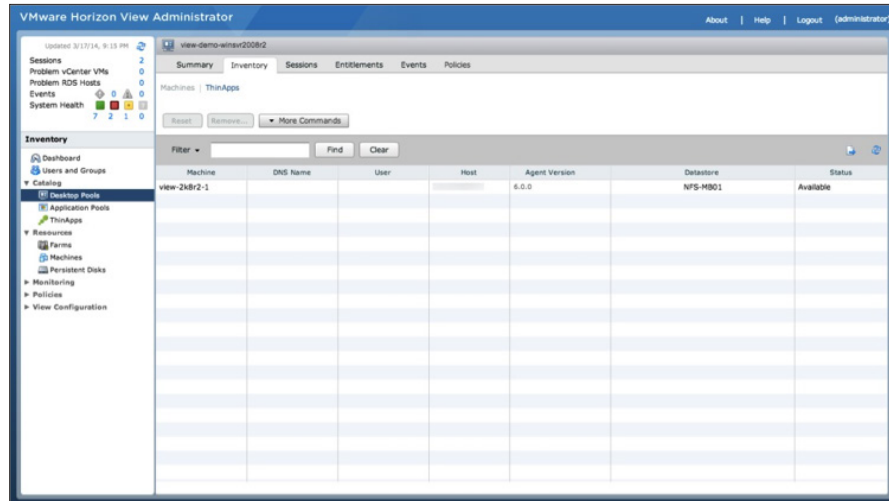 VMware Horizon View Administrator
About | Help | Logout (administrator)
Updated 3/17/14, 9:13 PM
Sessions 2
Problem vCenter VMs 0
Problem RDS Hosts 0
Events 0 0
System Health
7 2 1 0
Inventory
Dashboard
Users and Groups
Catalog
Desktop Pools
Application Pools
ThinApps
Resources
Farms
Machines
Persistent Disks
Monitoring
Policies
View Configuration
view-demo-winsvr2008r2
Summary Inventory Sessions Entitlements Events Policies
Machines | ThinApps
Reset Remove... More Commands
Filter Find Clear
Machine DNS Name User Host Agent Version Datastore Status
view-2k8r2-1 6.0.0 NFS-MB01 Available